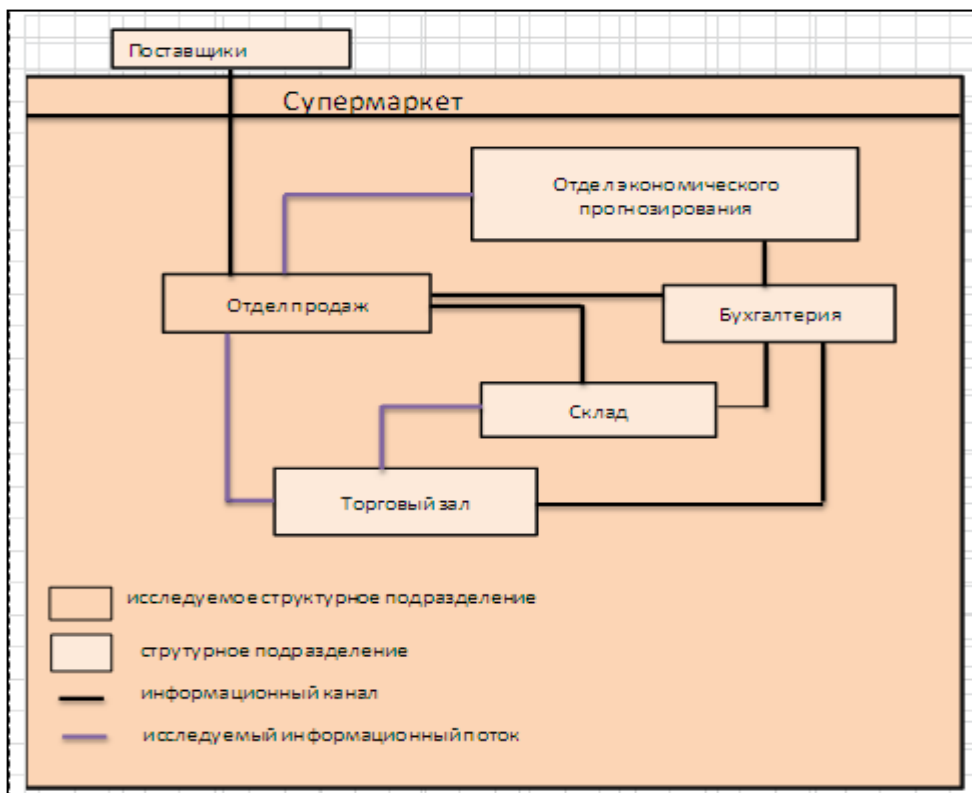 Поставщики
Супермаркет
Отдел экономического
прогнозирования
Отдел продаж
Бухгалтерия
Склад
Торговый зал
исследуемое структурное подразделение
струтурное подразделение
информационный канал
исследуемый информационный поток